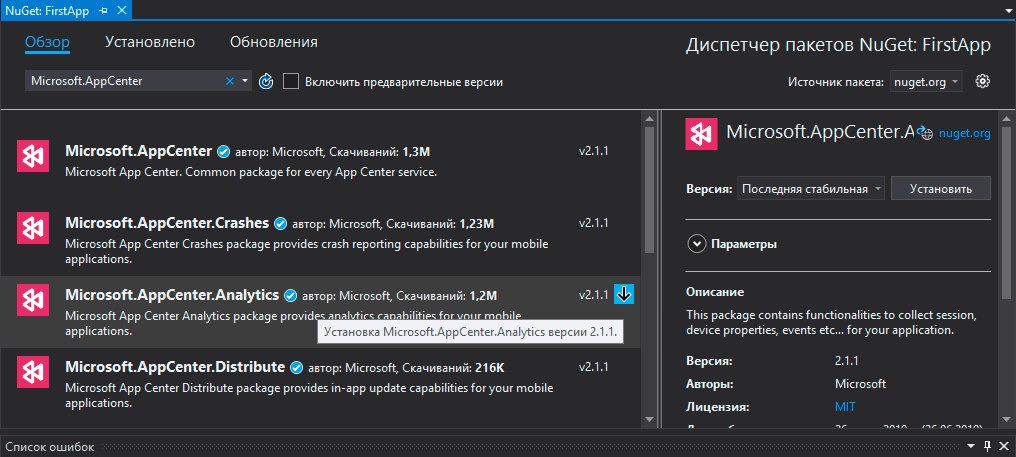 NuGet: FirstApp
Обзор Установлено Обновления
Диспетчер пакетов NuGet: FirstApp
Microsoft.AppCenter
Включить предварительные версии
Источник пакета: nuget.org
Microsoft.AppCenter автор: Microsoft, Скачиваний: 1,3M v2.1.1
Microsoft App Center. Common package for every App Center service.
Microsoft.AppCenter.Crashes автор: Microsoft, Скачиваний: 1,23M v2.1.1
Microsoft App Center Crashes package provides crash reporting capabilities for your mobile
applications.
Microsoft.AppCenter.Analytics автор: Microsoft, Скачиваний: 1,2M v2.1.1
Microsoft App Center Analytics package provides analytics capabilities for your mobile
applications.
Установка Microsoft.AppCenter.Analytics версии 2.1.1.
Microsoft.AppCenter.Distribute автор: Microsoft, Скачиваний: 216K v2.1.1
Microsoft App Center Distribute package provides in-app update capabilities for your mobile
applications.
Microsoft.AppCenter.A nuget.org
Версия: Последняя стабильная Установить
Параметры
Описание
This package contains functionalities to collect session,
device properties, events etc... for your application.
Версия: 2.1.1
Авторы: Microsoft
Лицензия: MIT
Список ошибок